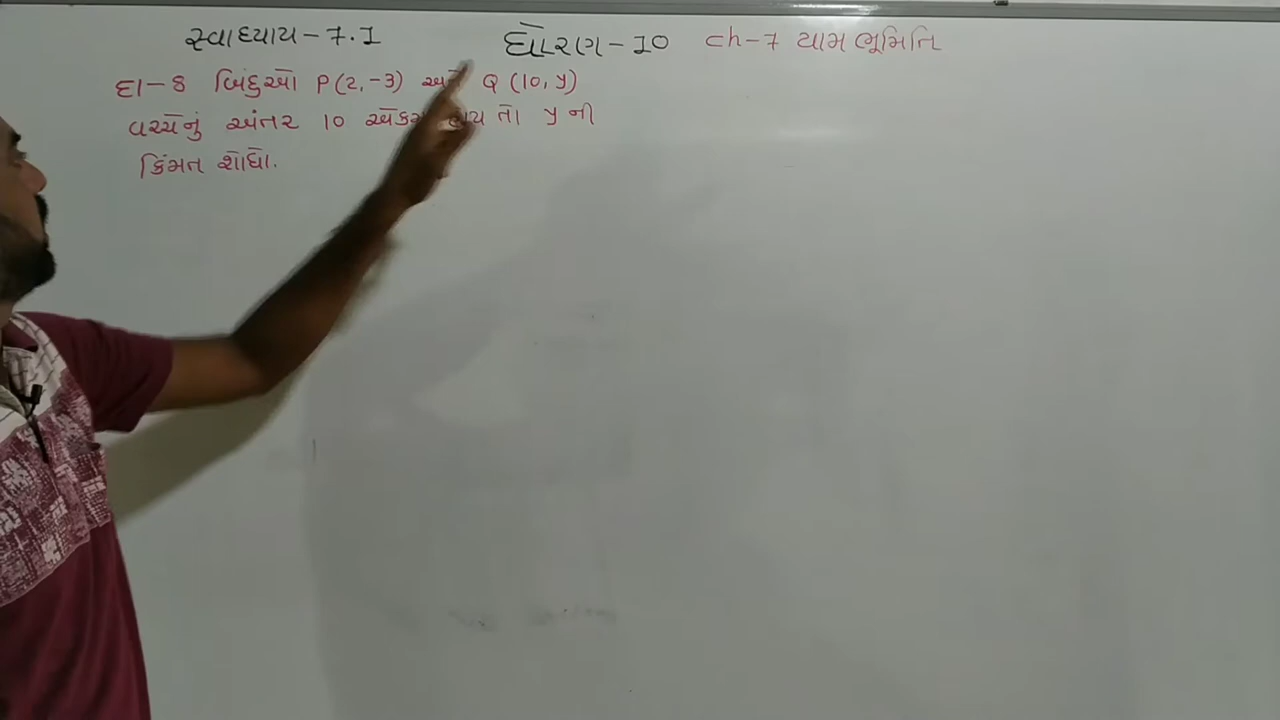 સ્વાધ્યાય - 7.1 ધોરણ - 10 ch-7 યામ ભૂમિતિ
દા-8 બિંદુઓ P(2,-3) Q (10, y)
વચ્ચેનું અંતર 10 તો y ની
કિંમત શોધો.